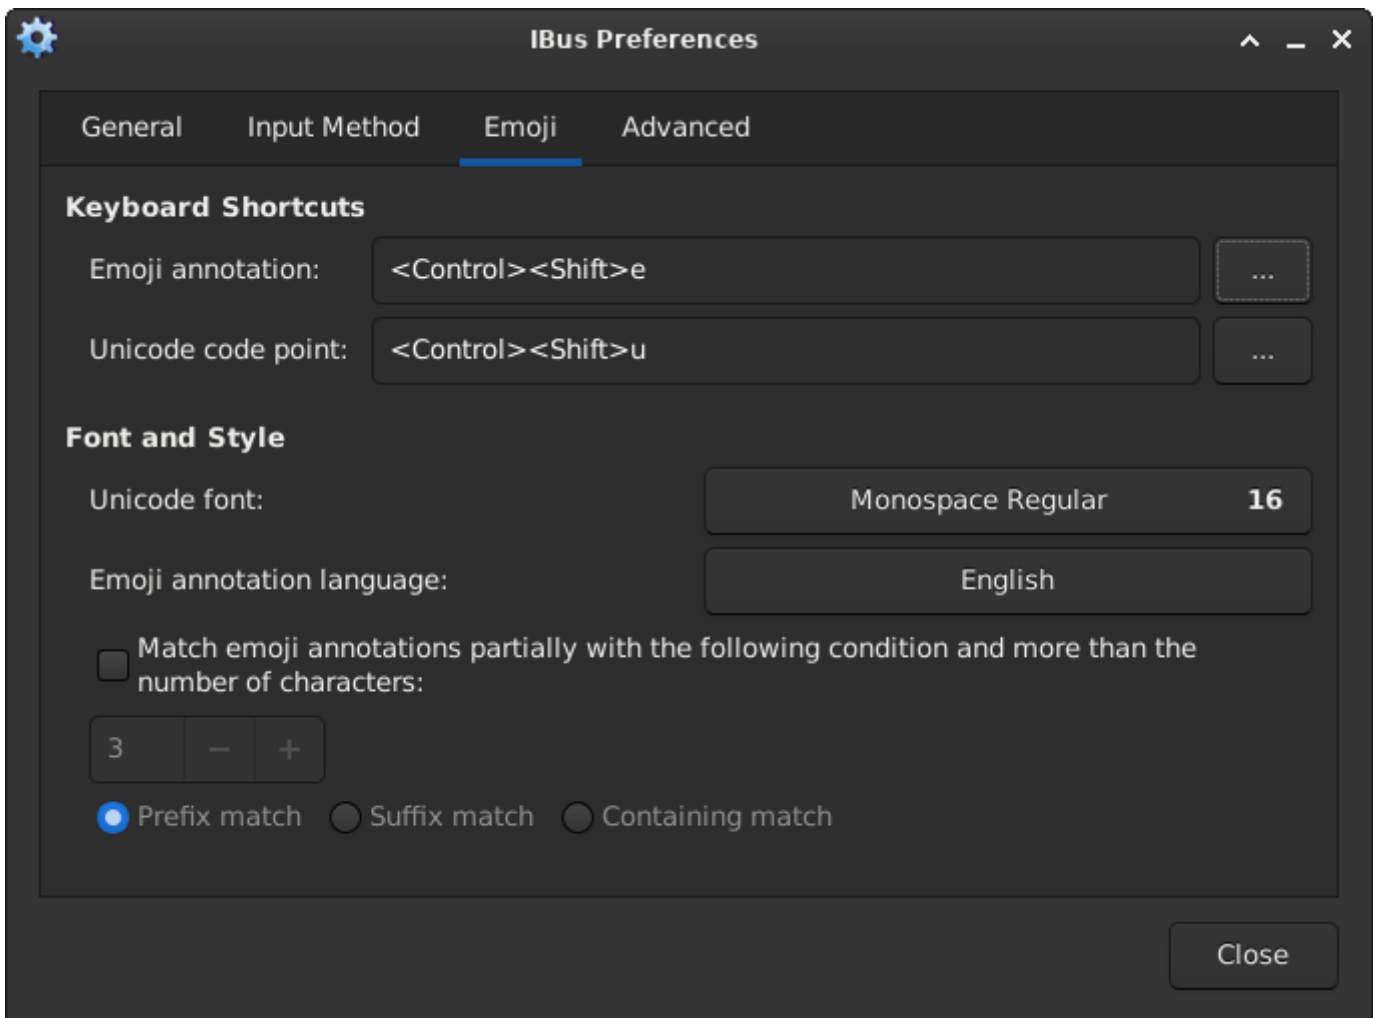 IBus Preferences
General Input Method Emoji Advanced
Keyboard Shortcuts
Emoji annotation: <Control><Shift>e ...
Unicode code point: <Control><Shift>u ...
Font and Style
Unicode font: Monospace Regular 16
Emoji annotation language: English
Match emoji annotations partially with the following condition and more than the
number of characters:
3 − +
Prefix match Suffix match Containing match
Close